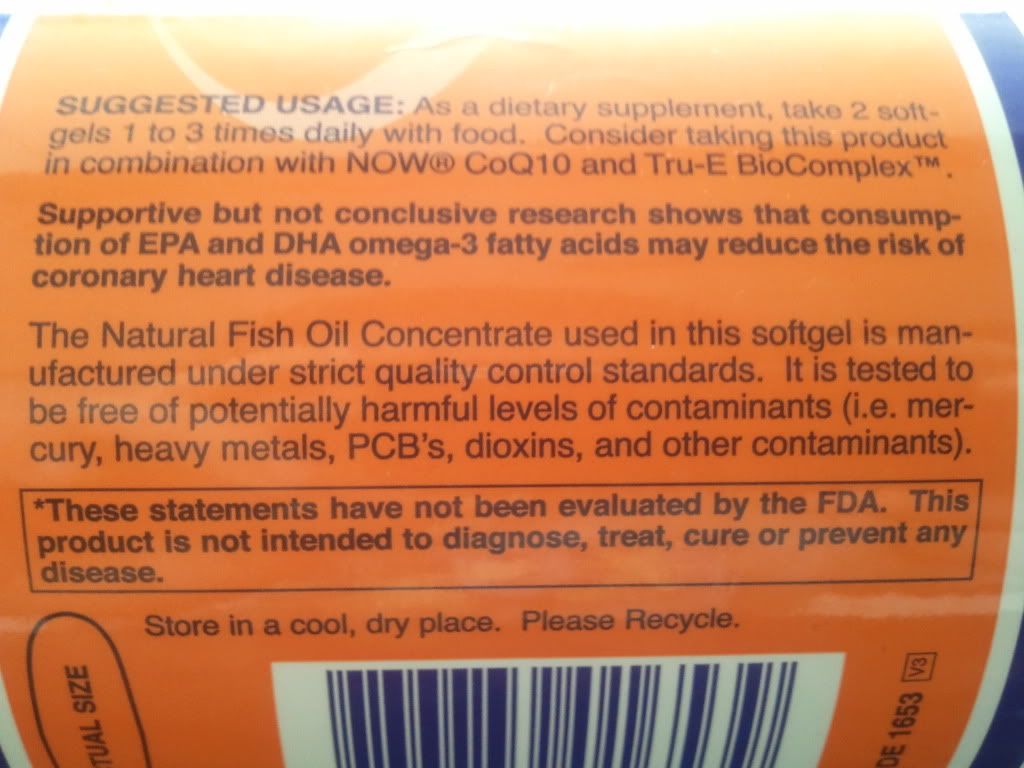 SUGGESTED USAGE: As a dietary supplement, take 2 soft-
gels 1 to 3 times daily with food. Consider taking this product
in combination with NOW® CoQ10 and Tru-E BioComplex™.
Supportive but not conclusive research shows that consump-
tion of EPA and DHA omega-3 fatty acids may reduce the risk of
coronary heart disease.
The Natural Fish Oil Concentrate used in this softgel is man-
ufactured under strict quality control standards. It is tested to
be free of potentially harmful levels of contaminants (i.e. mer-
cury, heavy metals, PCB's, dioxins, and other contaminants).
*These statements have not been evaluated by the FDA. This
product is not intended to diagnose, treat, cure or prevent any
disease.
Store in a cool, dry place. Please Recycle.
TUAL SIZE
DE 1653 V3